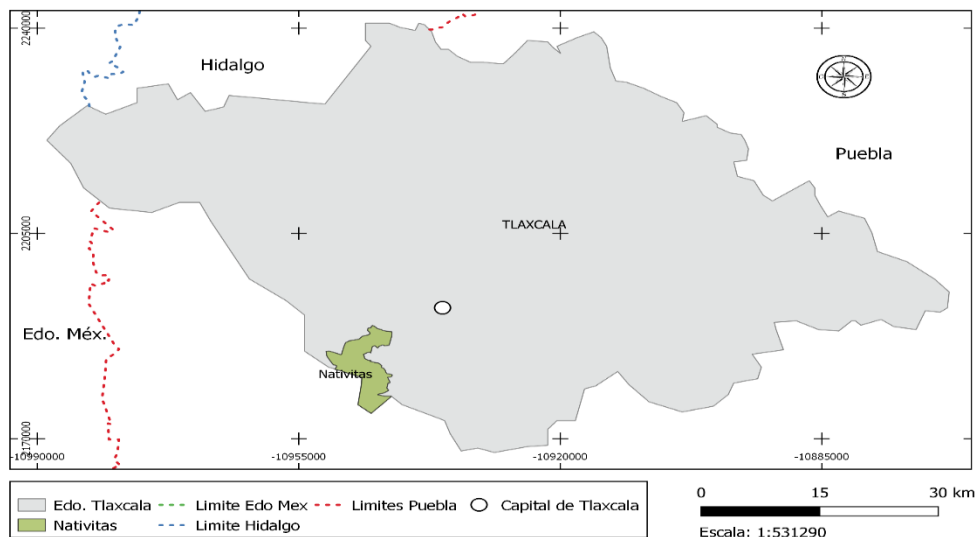 2240000
Hidalgo
N
O
E
S
Puebla
TLAXCALA
2205000
Edo. Méx.
Nativitas
2170000
-10990000 -10955000 -10920000 -10885000
Edo. Tlaxcala Limite Edo Mex Limites Puebla Capital de Tlaxcala
Nativitas Limite Hidalgo
0 15 30 km
Escala: 1:531290